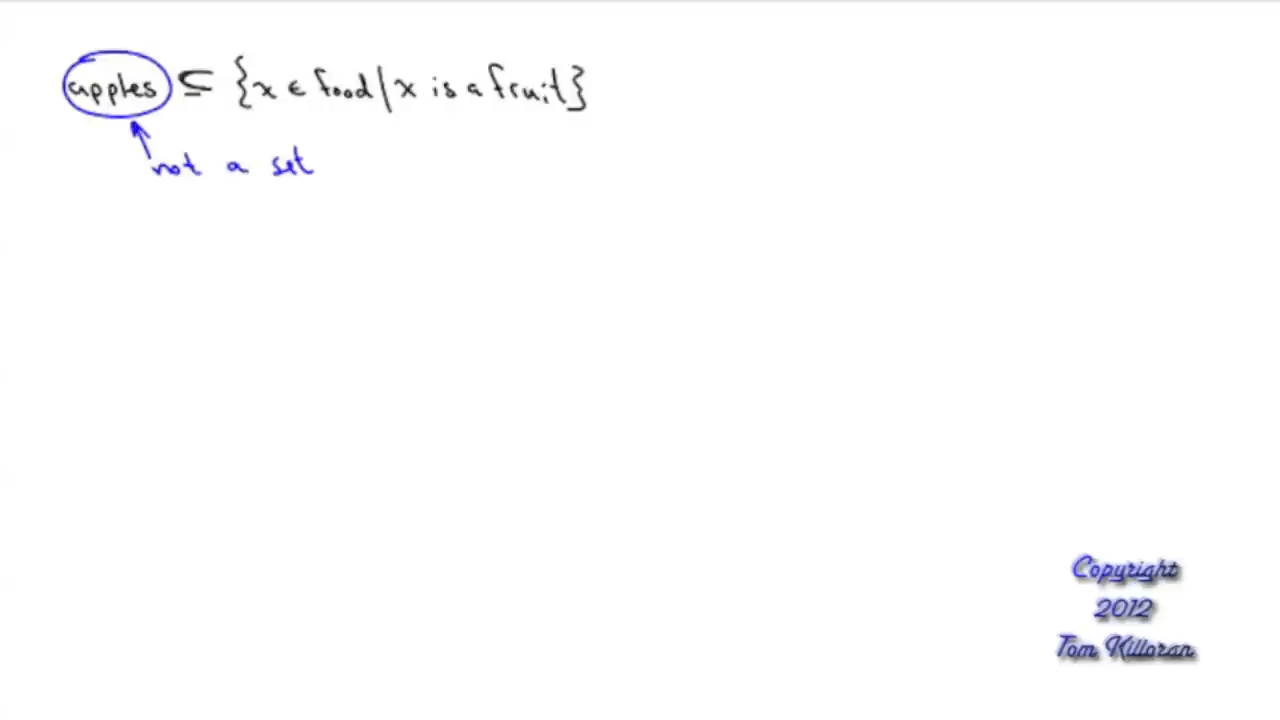 apples ⊆ {x ∈ food | x is a fruit}
not a set
Copyright
2012
Tom Killoran